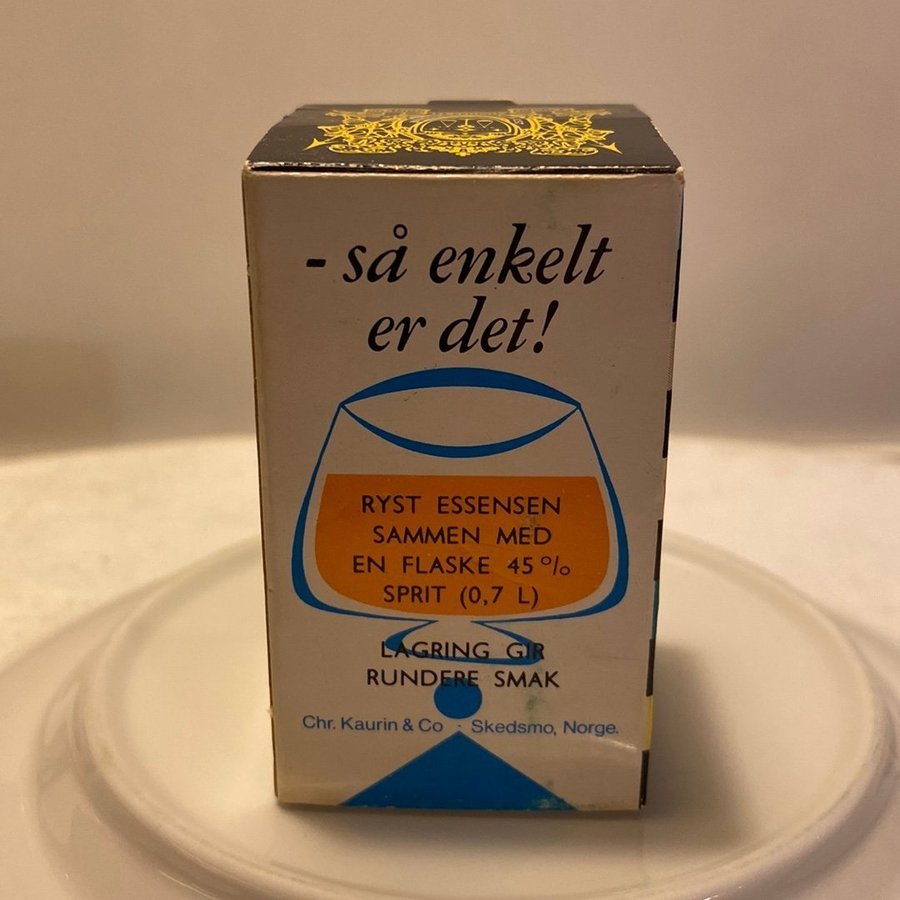 - så enkelt
er det!
RYST ESSENSEN
SAMMEN MED
EN FLASKE 45 %
SPRIT (0,7 L)
LAGRING GIR
RUNDERE SMAK
Chr. Kaurin & Co · Skedsmo, Norge.